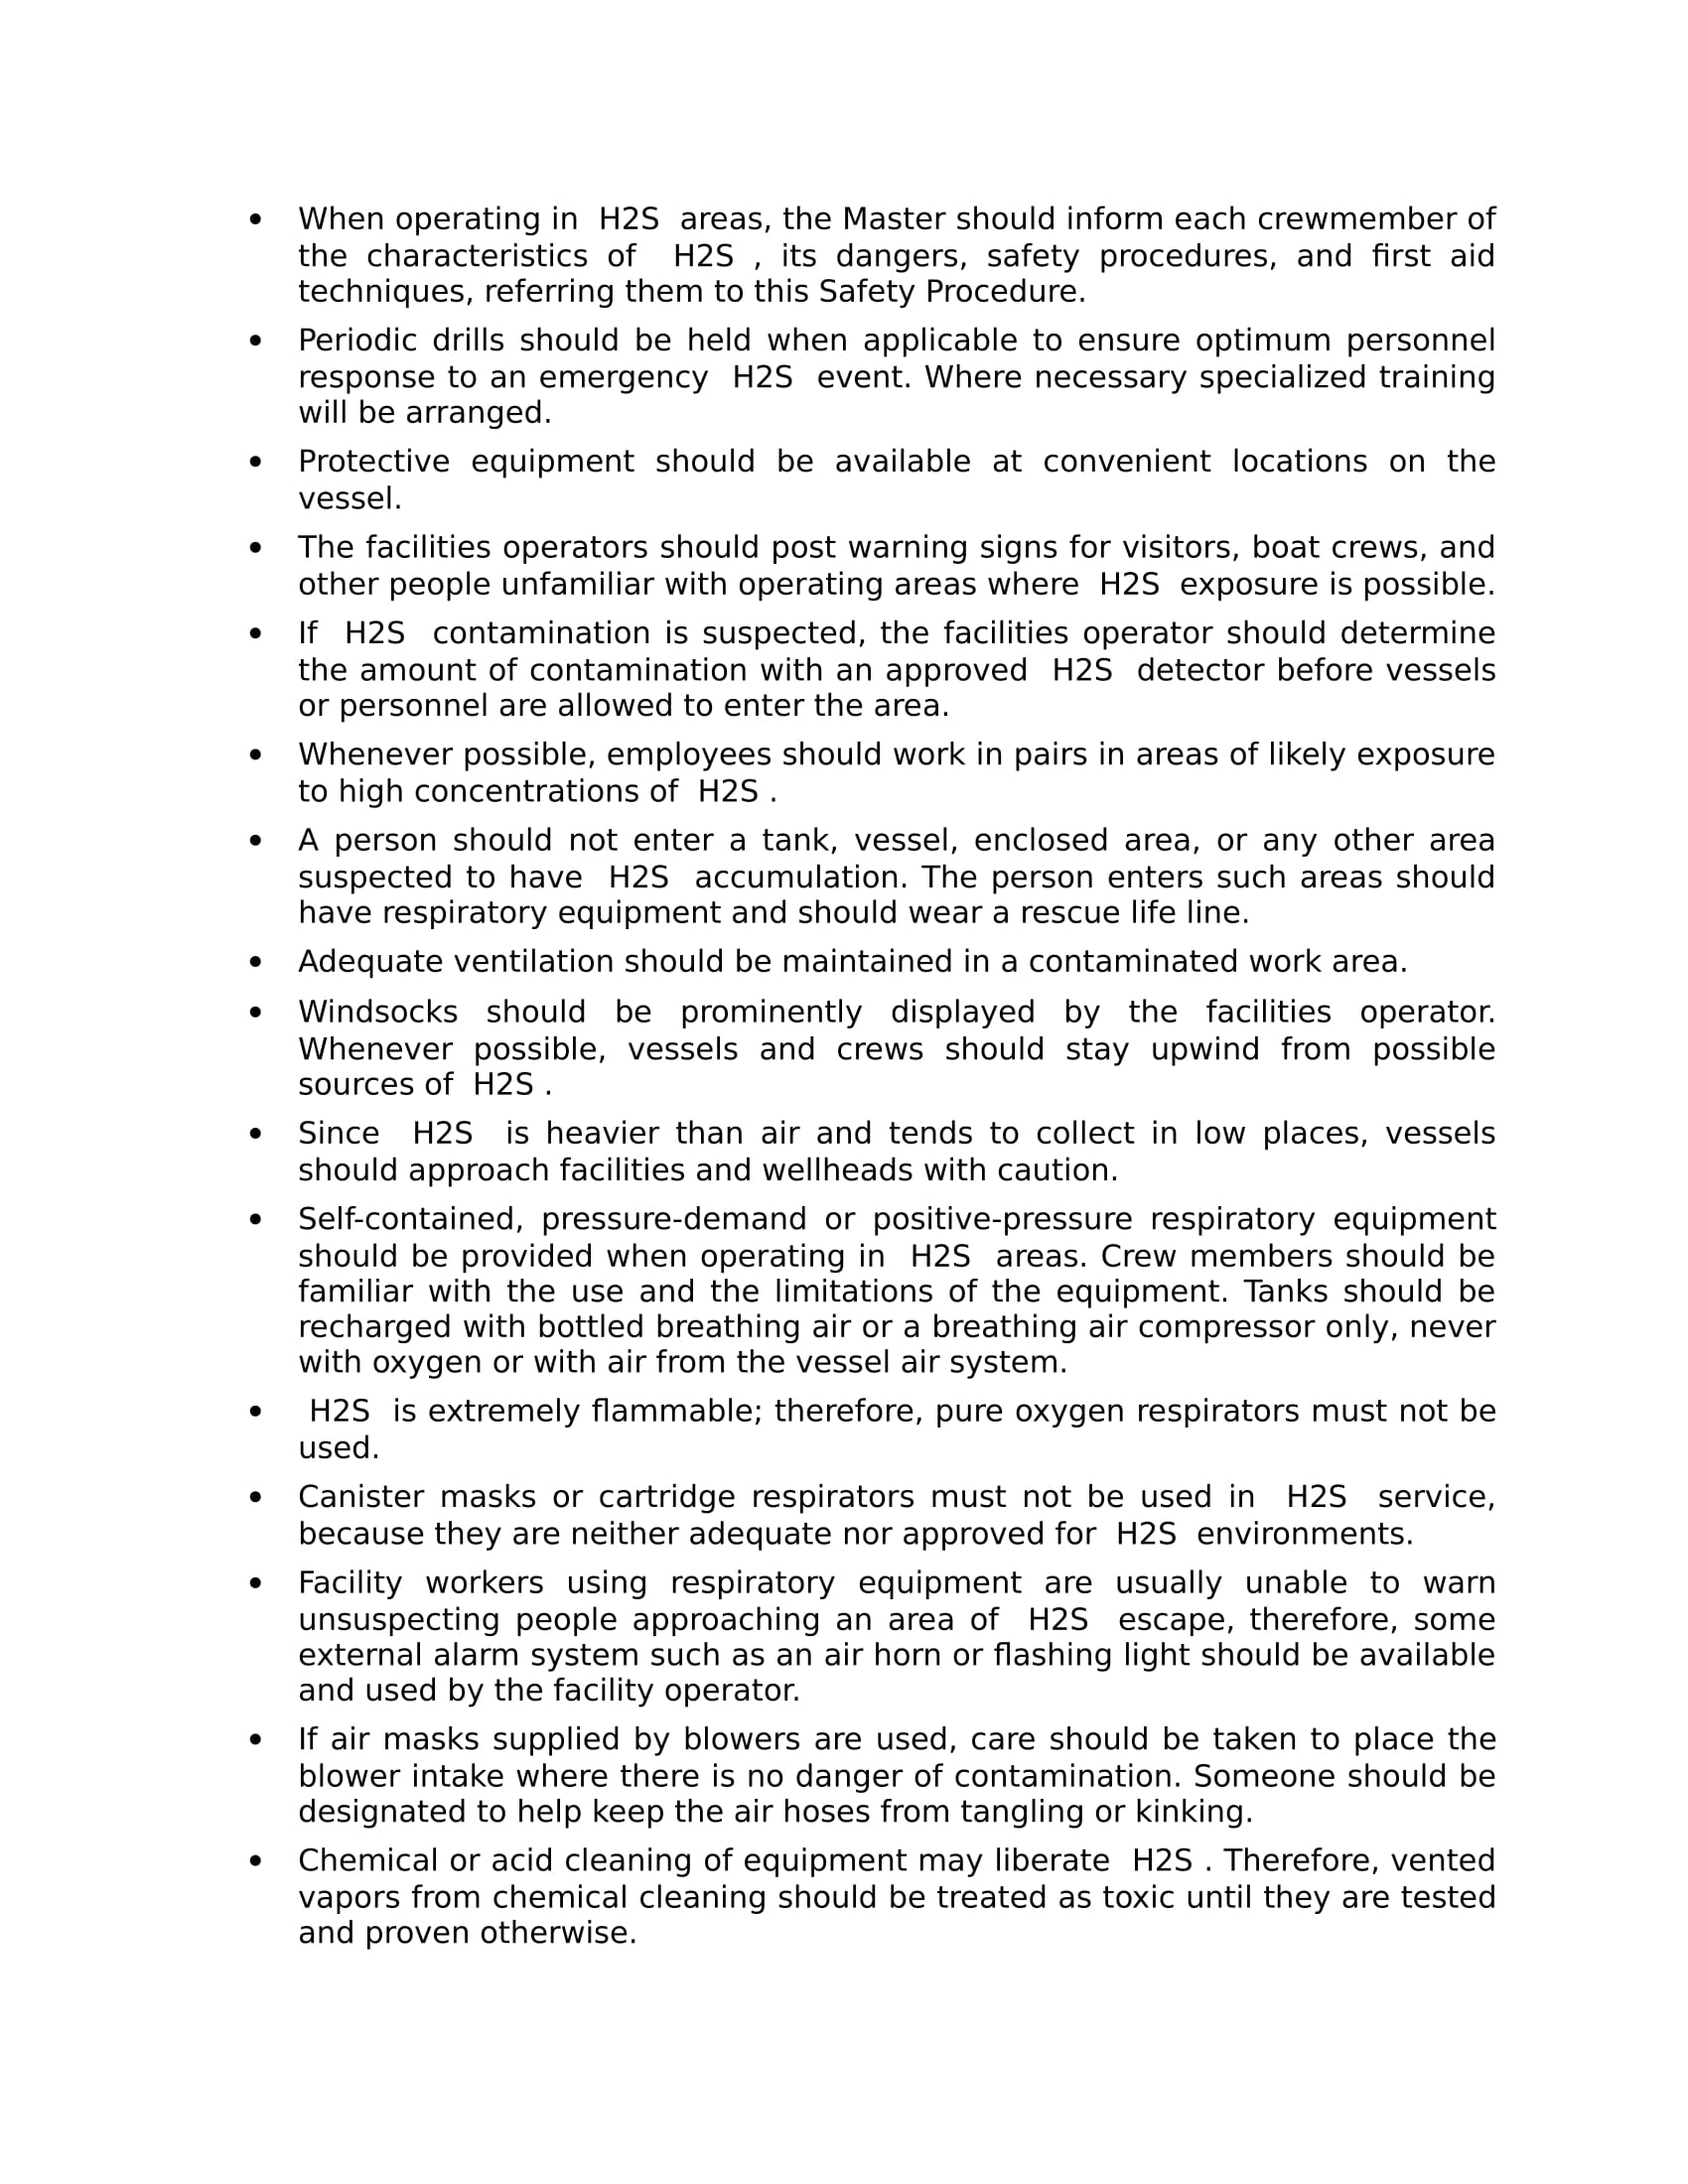 • When operating in H2S areas, the Master should inform each crewmember of
the characteristics of H2S , its dangers, safety procedures, and first aid
techniques, referring them to this Safety Procedure.
• Periodic drills should be held when applicable to ensure optimum personnel
response to an emergency H2S event. Where necessary specialized training
will be arranged.
• Protective equipment should be available at convenient locations on the
vessel.
• The facilities operators should post warning signs for visitors, boat crews, and
other people unfamiliar with operating areas where H2S exposure is possible.
• If H2S contamination is suspected, the facilities operator should determine
the amount of contamination with an approved H2S detector before vessels
or personnel are allowed to enter the area.
• Whenever possible, employees should work in pairs in areas of likely exposure
to high concentrations of H2S .
• A person should not enter a tank, vessel, enclosed area, or any other area
suspected to have H2S accumulation. The person enters such areas should
have respiratory equipment and should wear a rescue life line.
• Adequate ventilation should be maintained in a contaminated work area.
• Windsocks should be prominently displayed by the facilities operator.
Whenever possible, vessels and crews should stay upwind from possible
sources of H2S .
• Since H2S is heavier than air and tends to collect in low places, vessels
should approach facilities and wellheads with caution.
• Self-contained, pressure-demand or positive-pressure respiratory equipment
should be provided when operating in H2S areas. Crew members should be
familiar with the use and the limitations of the equipment. Tanks should be
recharged with bottled breathing air or a breathing air compressor only, never
with oxygen or with air from the vessel air system.
• H2S is extremely flammable; therefore, pure oxygen respirators must not be
used.
• Canister masks or cartridge respirators must not be used in H2S service,
because they are neither adequate nor approved for H2S environments.
• Facility workers using respiratory equipment are usually unable to warn
unsuspecting people approaching an area of H2S escape, therefore, some
external alarm system such as an air horn or flashing light should be available
and used by the facility operator.
• If air masks supplied by blowers are used, care should be taken to place the
blower intake where there is no danger of contamination. Someone should be
designated to help keep the air hoses from tangling or kinking.
• Chemical or acid cleaning of equipment may liberate H2S . Therefore, vented
vapors from chemical cleaning should be treated as toxic until they are tested
and proven otherwise.